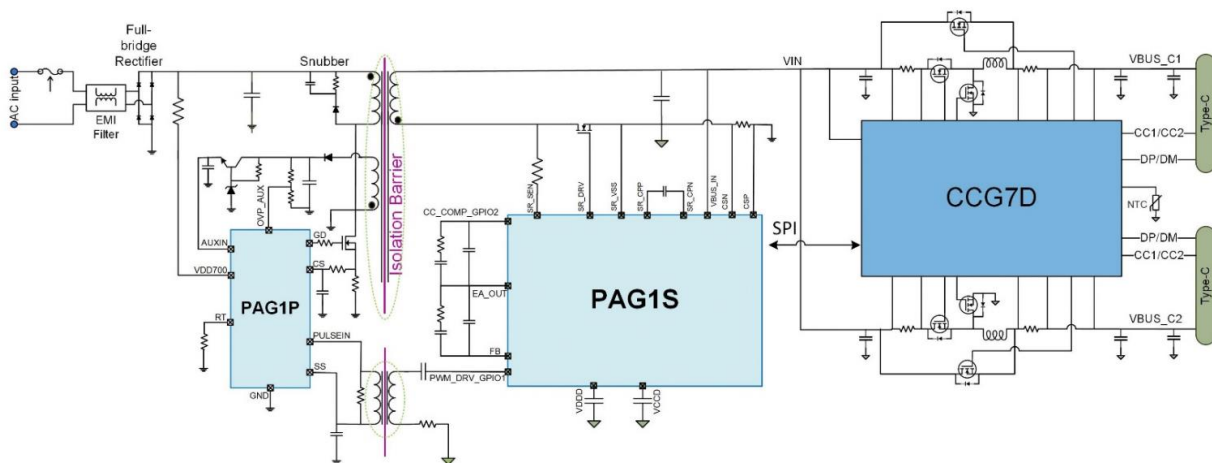 Full-
bridge
Rectifier
Snubber
AC input
EMI
Filter
Isolation Barrier
OVP_AUX
AUXIN
VDD700
RT
GND
GD
CS
PULSEIN
SS
PAG1P
SR_SEN
SR_DRV
SR_VSS
SR_CPP
SR_CPN
VBUS_IN
CSN
CSP
CC_COMP_GPIO2
EA_OUT
FB
PWM_DRV_GPIO1
PAG1S
VDDD
VCCD
SPI
VIN
CCG7D
VBUS_C1
CC1/CC2
DP/DM
NTC
DP/DM
CC1/CC2
VBUS_C2
Type-C
Type-C